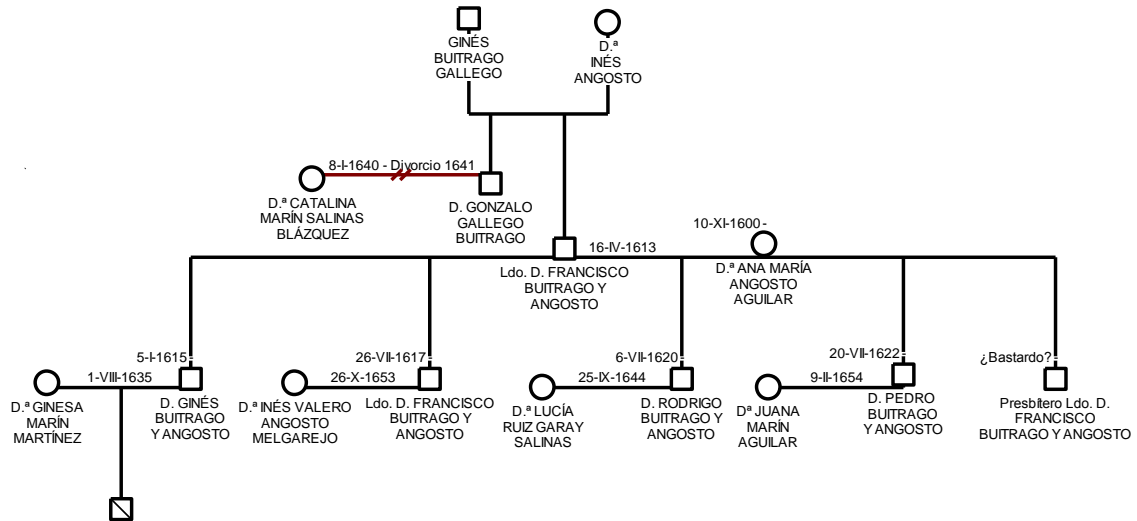 GINÉS
BUITRAGO
GALLEGO
D.ª
INÉS
ANGOSTO
8-I-1640 - Divorcio 1641
D.ª CATALINA
MARÍN SALINAS
BLÁZQUEZ
D. GONZALO
GALLEGO
BUITRAGO
10-XI-1600 -
16-IV-1613
Ldo. D. FRANCISCO
BUITRAGO Y
ANGOSTO
D.ª ANA MARÍA
ANGOSTO
AGUILAR
5-I-1615 -
1-VIII-1635
D.ª GINESA
MARÍN
MARTÍNEZ
D. GINÉS
BUITRAGO
Y ANGOSTO
26-VII-1617 -
26-X-1653
D.ª INÉS VALERO
ANGOSTO
MELGAREJO
Ldo. D. FRANCISCO
BUITRAGO Y
ANGOSTO
6-VII-1620 -
25-IX-1644
D.ª LUCÍA
RUIZ GARAY
SALINAS
D. RODRIGO
BUITRAGO Y
ANGOSTO
20-VII-1622 -
9-II-1654
Dª JUANA
MARÍN
AGUILAR
D. PEDRO
BUITRAGO
Y ANGOSTO
¿Bastardo? -
Presbítero Ldo. D.
FRANCISCO
BUITRAGO Y ANGOSTO